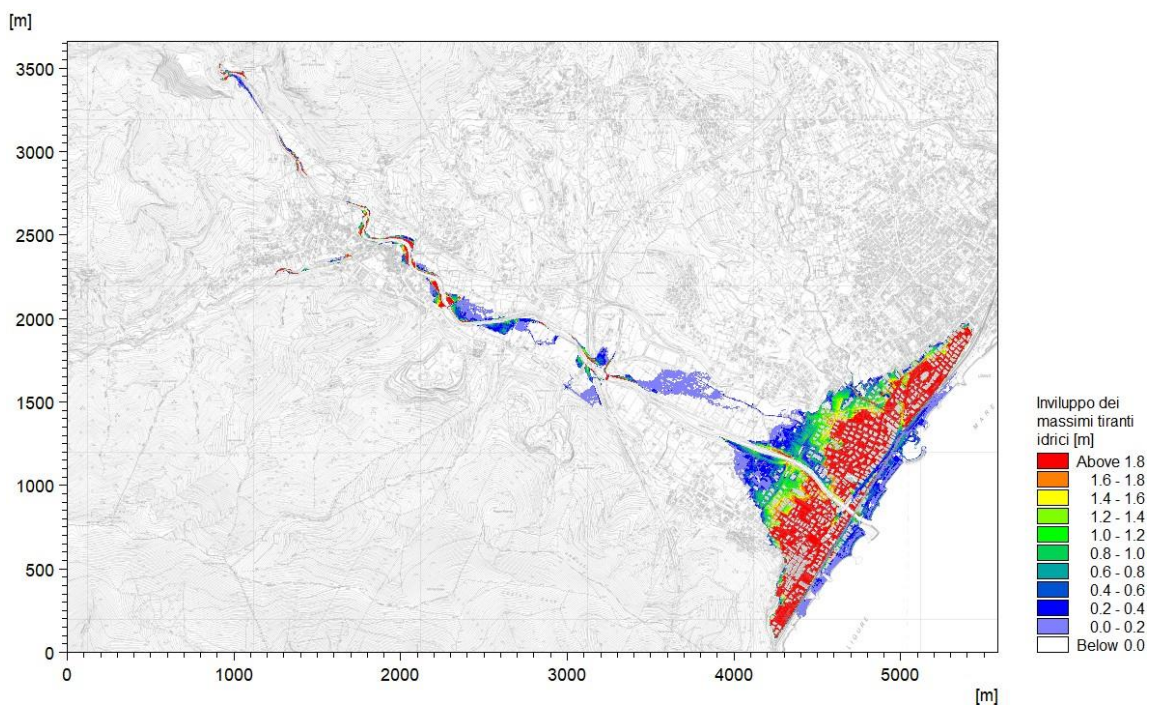 [m]
3500
3000
2500
2000
1500
1000
500
0
0
1000
2000
3000
4000
5000
[m]
MARE
LIGURE
Inviluppo dei
massimi tiranti
idrici [m]
Above 1.8
1.6 - 1.8
1.4 - 1.6
1.2 - 1.4
1.0 - 1.2
0.8 - 1.0
0.6 - 0.8
0.4 - 0.6
0.2 - 0.4
0.0 - 0.2
Below 0.0